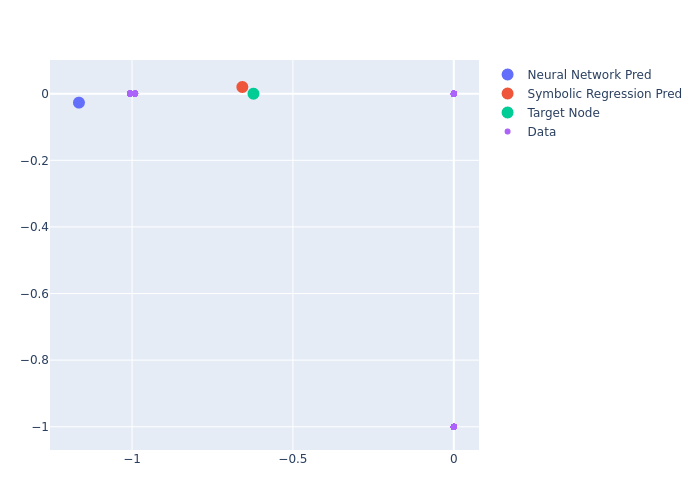 Neural Network Pred
Symbolic Regression Pred
Target Node
Data
0
−0.2
−0.4
−0.6
−0.8
−1
−1
−0.5
0